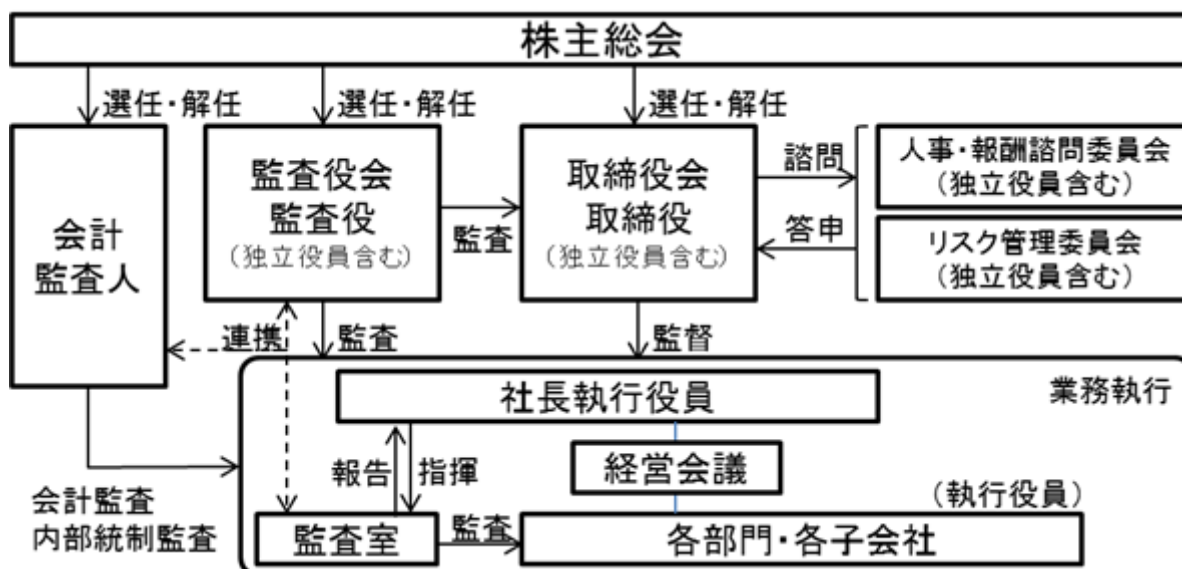 株主総会
選任・解任
選任・解任
選任・解任
会計
監査人
監査役会
監査役
(独立役員含む)
監査
取締役会
取締役
(独立役員含む)
諮問
答申
人事・報酬諮問委員会
(独立役員含む)
リスク管理委員会
(独立役員含む)
連携
監査
監督
業務執行
社長執行役員
報告
指揮
経営会議
(執行役員)
会計監査
内部統制監査
監査室
監査
各部門・各子会社